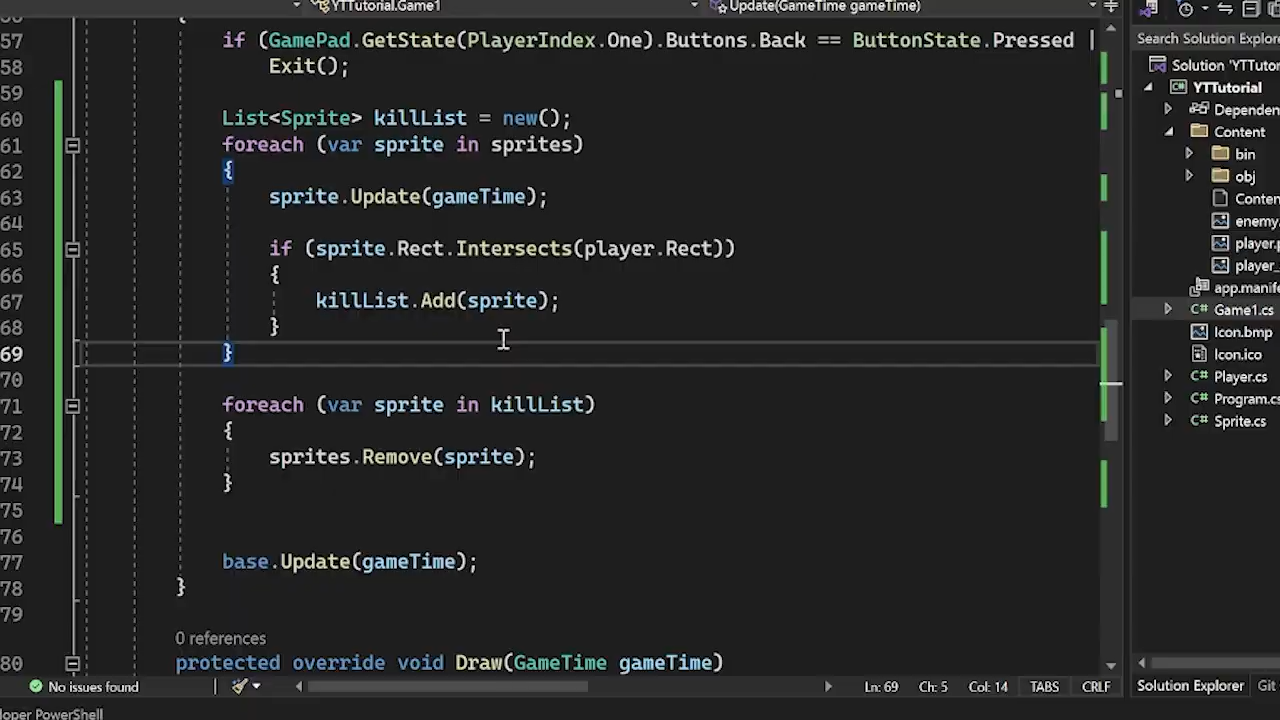 YTTutorial.Game1
Update(GameTime gameTime)
57 if (GamePad.GetState(PlayerIndex.One).Buttons.Back == ButtonState.Pressed |
58 Exit();
59
60 List<Sprite> killList = new();
61 foreach (var sprite in sprites)
62 {
63 sprite.Update(gameTime);
64
65 if (sprite.Rect.Intersects(player.Rect))
66 {
67 killList.Add(sprite);
68 }
69 }
70
71 foreach (var sprite in killList)
72 {
73 sprites.Remove(sprite);
74 }
75
76
77 base.Update(gameTime);
78 }
79
0 references
80 protected override void Draw(GameTime gameTime)
No issues found
Ln: 69 Ch: 5 Col: 14 TABS CRLF
loper PowerShell
Search Solution Explore
Solution 'YTTutor
YTTutorial
Dependen
Content
bin
obj
Conten
enemy.
player.p
player_
app.manife
C# Game1.cs
Icon.bmp
Icon.ico
C# Player.cs
C# Program.cs
C# Sprite.cs
Solution Explorer Git